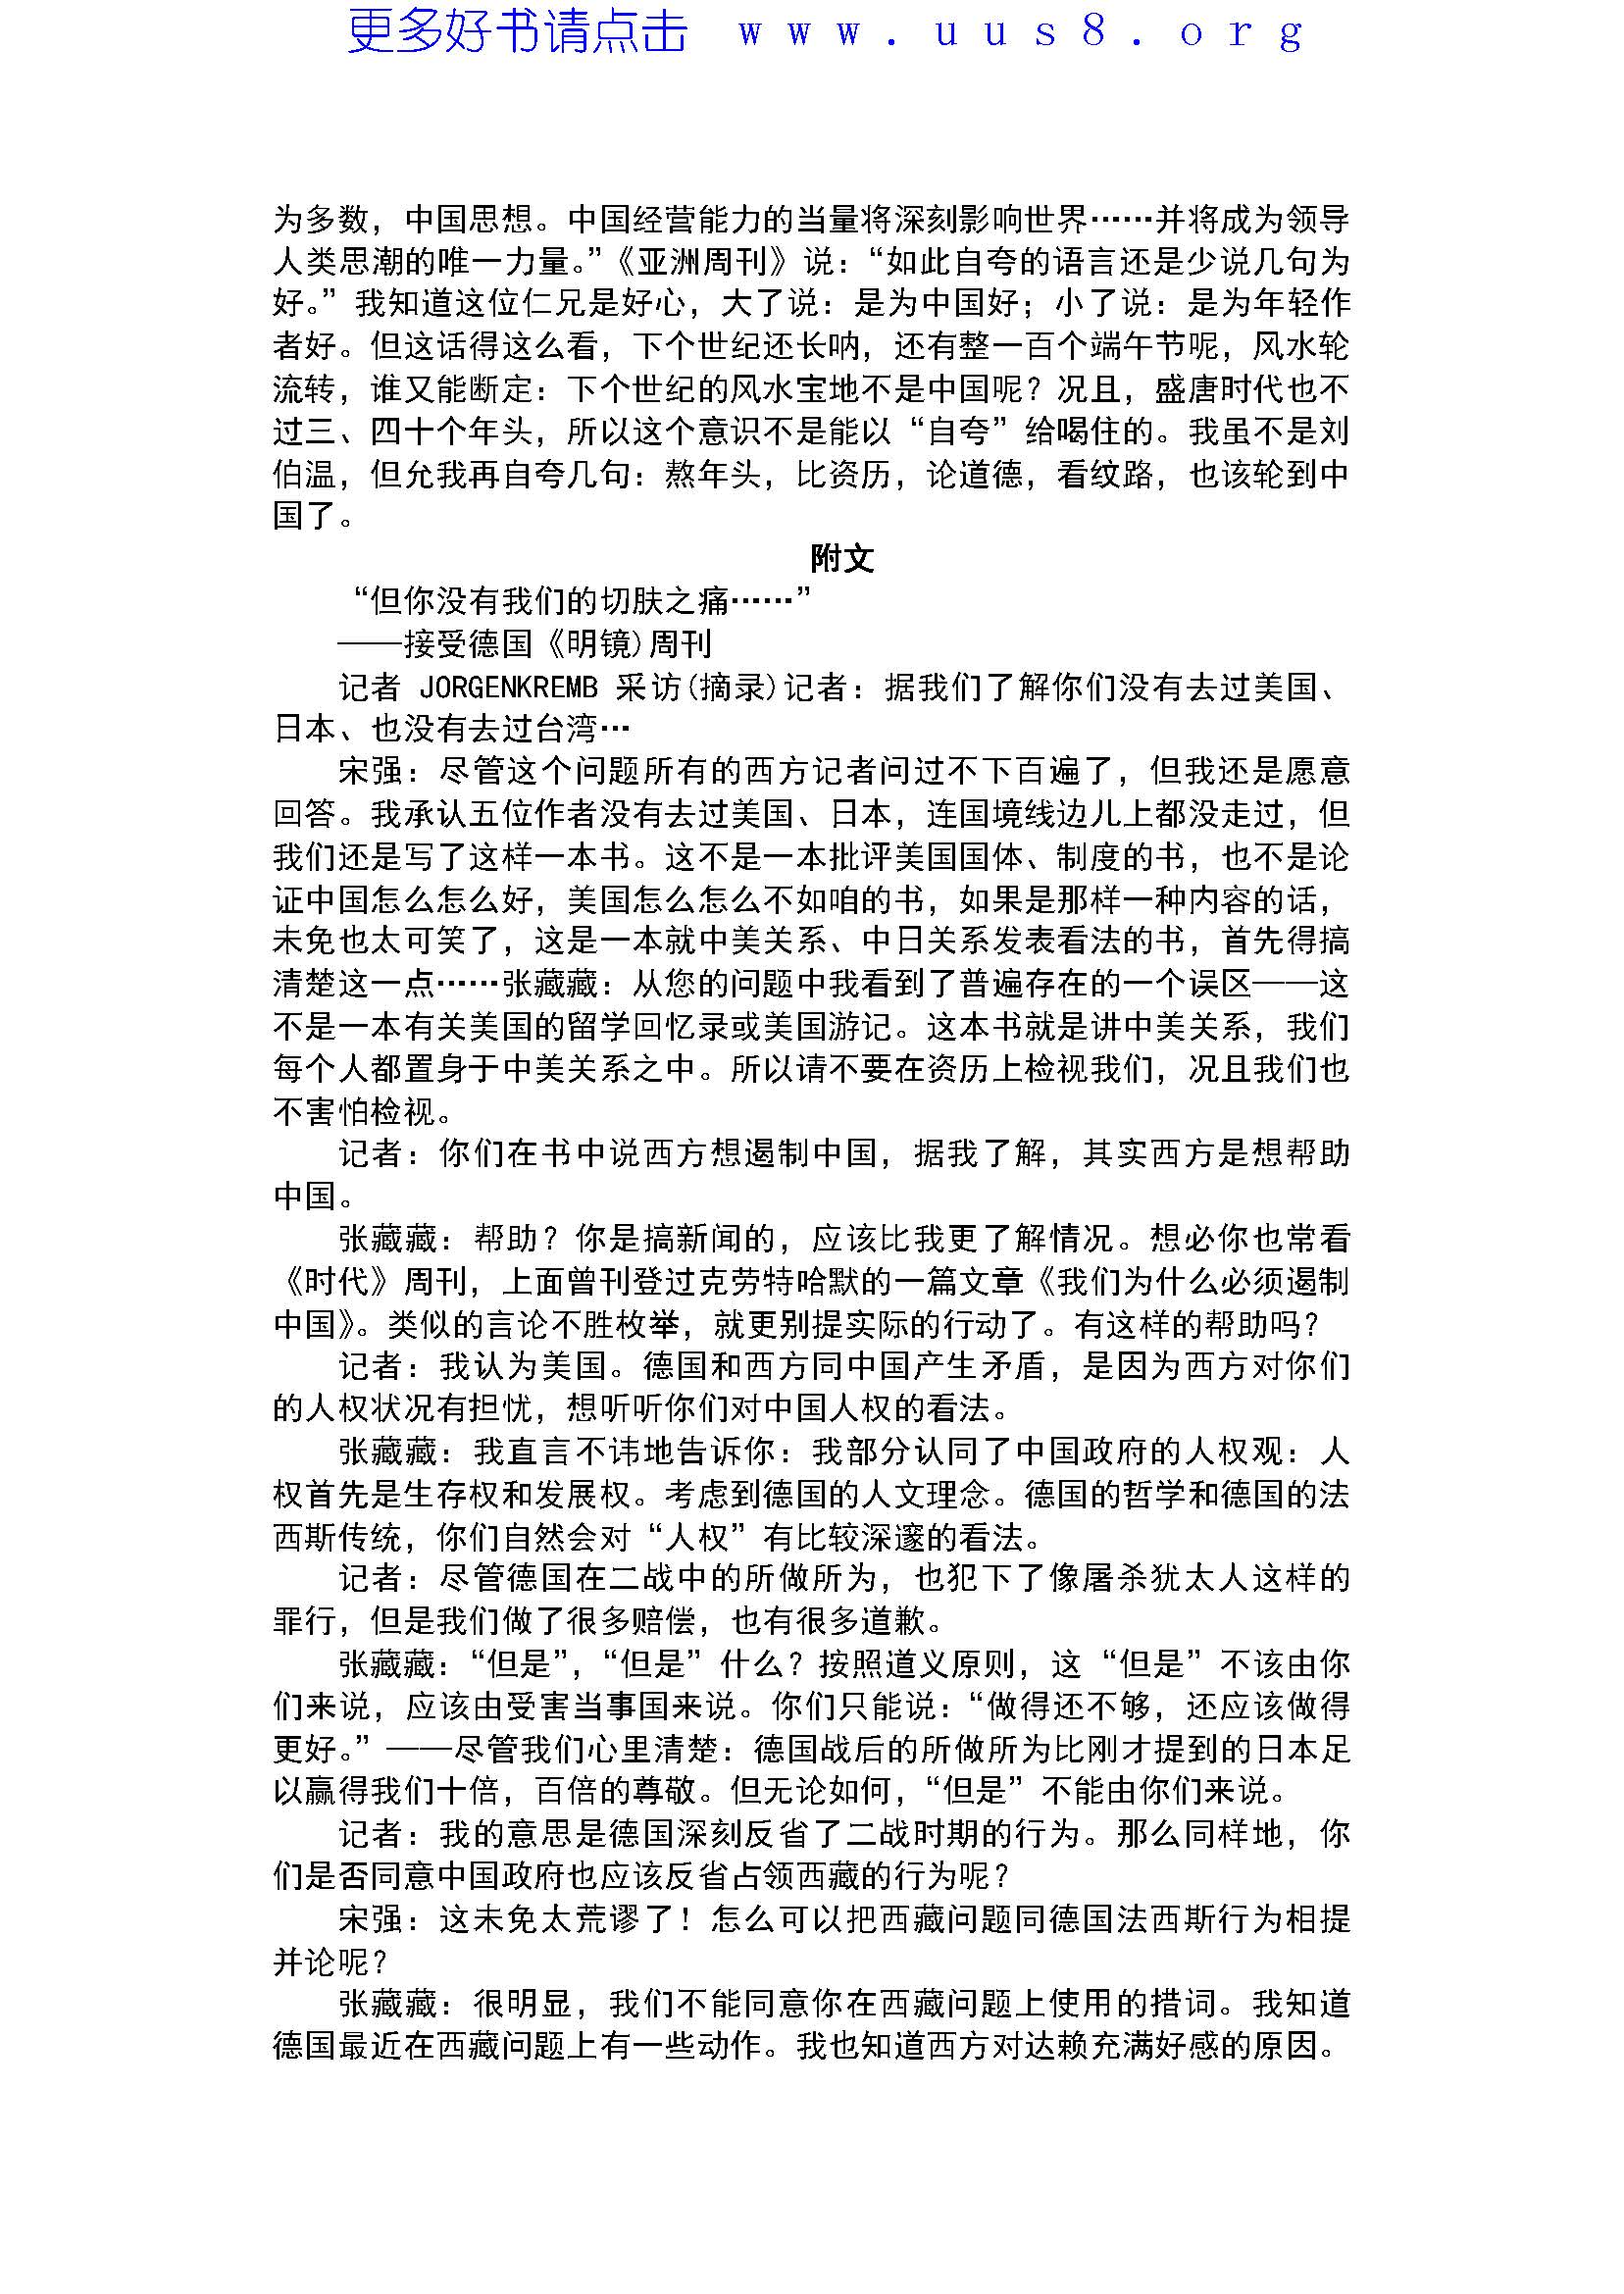 更多好书请点击 www.uus8.org
为多数，中国思想。中国经营能力的当量将深刻影响世界……并将成为领导
人类思潮的唯一力量。”《亚洲周刊》说：“如此自夸的语言还是少说几句为
好。”我知道这位仁兄是好心，大了说：是为中国好；小了说：是为年轻作
者好。但这话得这么看，下个世纪还长呐，还有整一百个端午节呢，风水轮
流转，谁又能断定：下个世纪的风水宝地不是中国呢？况且，盛唐时代也不
过三、四十个年头，所以这个意识不是能以“自夸”给喝住的。我虽不是刘
伯温，但允我再自夸几句：熬年头，比资历，论道德，看纹路，也该轮到中
国了。
附文
“但你没有我们的切肤之痛……”
——接受德国《明镜)周刊
记者 JORGENKREMB 采访(摘录)记者：据我们了解你们没有去过美国、
日本、也没有去过台湾…
宋强：尽管这个问题所有的西方记者问过不下百遍了，但我还是愿意
回答。我承认五位作者没有去过美国、日本，连国境线边儿上都没走过，但
我们还是写了这样一本书。这不是一本批评美国国体、制度的书，也不是论
证中国怎么怎么好，美国怎么怎么不如咱的书，如果是那样一种内容的话，
未免也太可笑了，这是一本就中美关系、中日关系发表看法的书，首先得搞
清楚这一点……张藏藏：从您的问题中我看到了普遍存在的一个误区——这
不是一本有关美国的留学回忆录或美国游记。这本书就是讲中美关系，我们
每个人都置身于中美关系之中。所以请不要在资历上检视我们，况且我们也
不害怕检视。
记者：你们在书中说西方想遏制中国，据我了解，其实西方是想帮助
中国。
张藏藏：帮助？你是搞新闻的，应该比我更了解情况。想必你也常看
《时代》周刊，上面曾刊登过克劳特哈默的一篇文章《我们为什么必须遏制
中国》。类似的言论不胜枚举，就更别提实际的行动了。有这样的帮助吗？
记者：我认为美国。德国和西方同中国产生矛盾，是因为西方对你们
的人权状况有担忧，想听听你们对中国人权的看法。
张藏藏：我直言不讳地告诉你：我部分认同了中国政府的人权观：人
权首先是生存权和发展权。考虑到德国的人文理念。德国的哲学和德国的法
西斯传统，你们自然会对“人权”有比较深邃的看法。
记者：尽管德国在二战中的所做所为，也犯下了像屠杀犹太人这样的
罪行，但是我们做了很多赔偿，也有很多道歉。
张藏藏：“但是”，“但是”什么？按照道义原则，这“但是”不该由你
们来说，应该由受害当事国来说。你们只能说：“做得还不够，还应该做得
更好。”——尽管我们心里清楚：德国战后的所做所为比刚才提到的日本足
以赢得我们十倍，百倍的尊敬。但无论如何，“但是”不能由你们来说。
记者：我的意思是德国深刻反省了二战时期的行为。那么同样地，你
们是否同意中国政府也应该反省占领西藏的行为呢？
宋强：这未免太荒谬了！怎么可以把西藏问题同德国法西斯行为相提
并论呢？
张藏藏：很明显，我们不能同意你在西藏问题上使用的措词。我知道
德国最近在西藏问题上有一些动作。我也知道西方对达赖充满好感的原因。